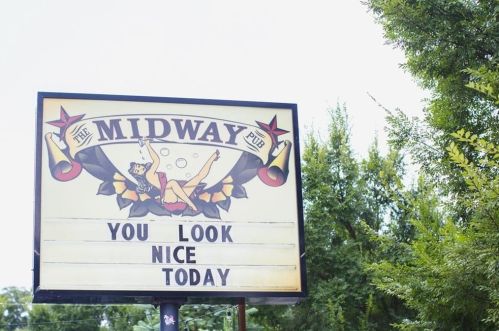 THE MIDWAY PUB
YOU LOOK
NICE
TODAY